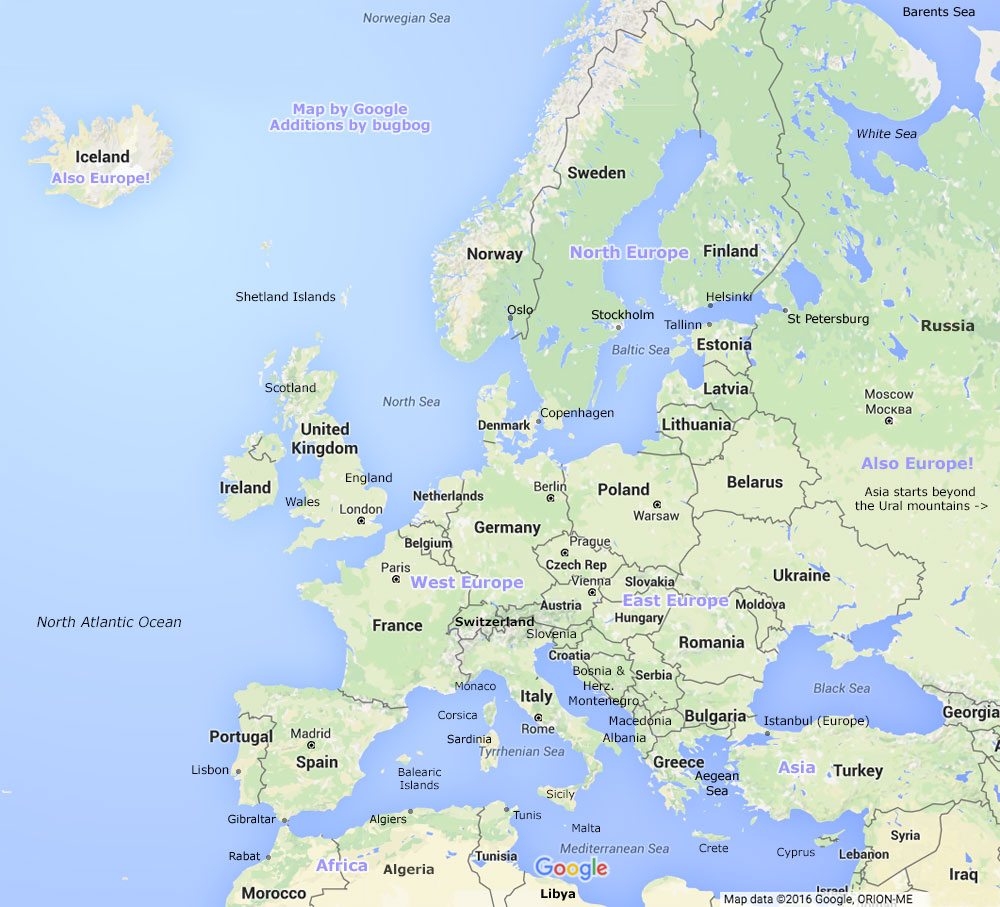 Norwegian Sea
Barents Sea
Map by Google
Additions by bugbog
White Sea
Iceland
Also Europe!
Sweden
Norway
North Europe
Finland
Shetland Islands
Helsinki
Oslo
Stockholm
St Petersburg
Tallinn
Russia
Estonia
Baltic Sea
Scotland
Latvia
Moscow
Москва
North Sea
Copenhagen
Denmark
Lithuania
United
Kingdom
Also Europe!
England
Belarus
Ireland
Berlin
Poland
Netherlands
Asia starts beyond
the Ural mountains ->
Wales
London
Warsaw
Germany
Belgium
Prague
Paris
Czech Rep
West Europe
Vienna
Slovakia
Ukraine
East Europe
Austria
Moldova
Hungary
North Atlantic Ocean
France
Switzerland
Slovenia
Romania
Croatia
Bosnia &
Herz.
Serbia
Monaco
Black Sea
Italy
Montenegro
Corsica
Bulgaria
Georgia
Macedonia
Istanbul (Europe)
Rome
Portugal
Madrid
Sardinia
Albania
A
Tyrrhenian Sea
Spain
Greece
Asia
Turkey
Lisbon
Balearic
Islands
Aegean
Sea
Sicily
Gibraltar
Algiers
Tunis
Malta
Syria
Mediterranean Sea
Crete
Cyprus
Lebanon
Rabat
Tunisia
Africa
Algeria
Google
Iraq
Morocco
Libya
Israel
Map data ©2016 Google, ORION-ME